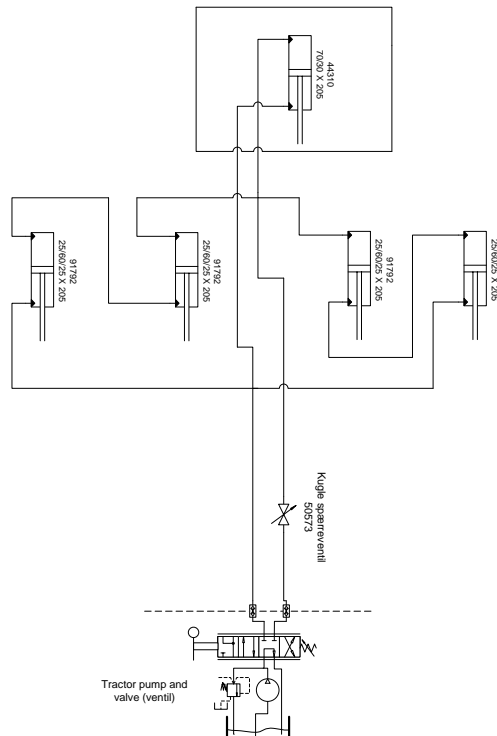 44310
70/30 X 205
91792
25/60/25 X 205
91792
25/60/25 X 205
91792
25/60/25 X 205
25/60/25 X 205
Kugle spærreventil
50573
Tractor pump and
valve (ventil)